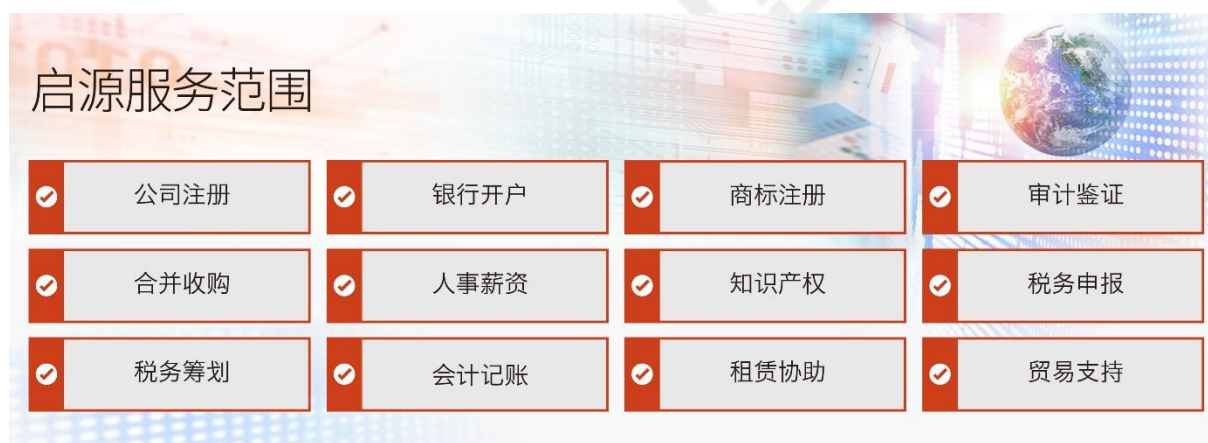 启源服务范围
公司注册
银行开户
商标注册
审计鉴证
合并收购
人事薪资
知识产权
税务申报
税务筹划
会计记账
租赁协助
贸易支持